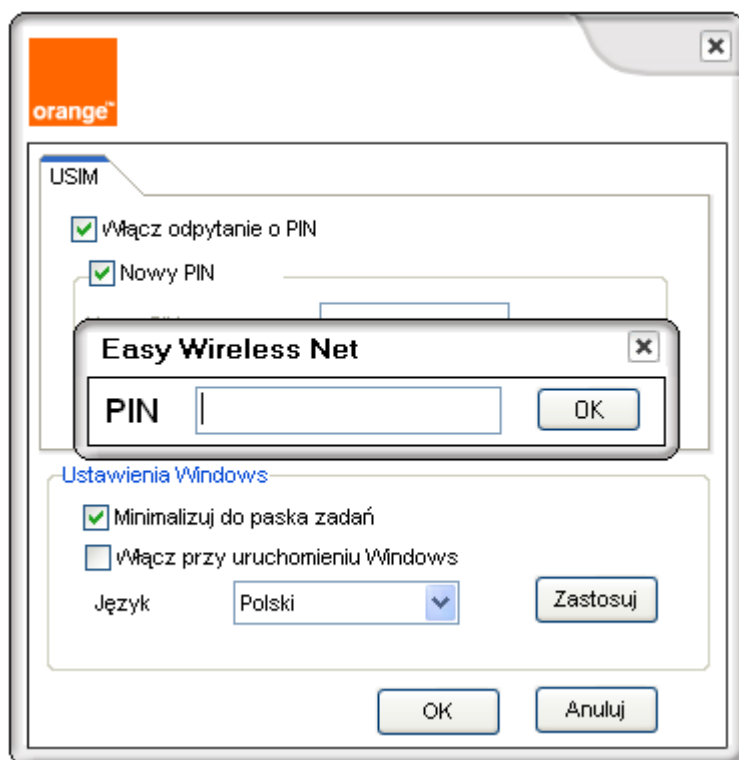 orange™
USIM
Włącz odpytanie o PIN
Nowy PIN
Easy Wireless Net
PIN
OK
Ustawienia Windows
Minimalizuj do paska zadań
Włącz przy uruchomieniu Windows
Język
Polski
Zastosuj
OK
Anuluj